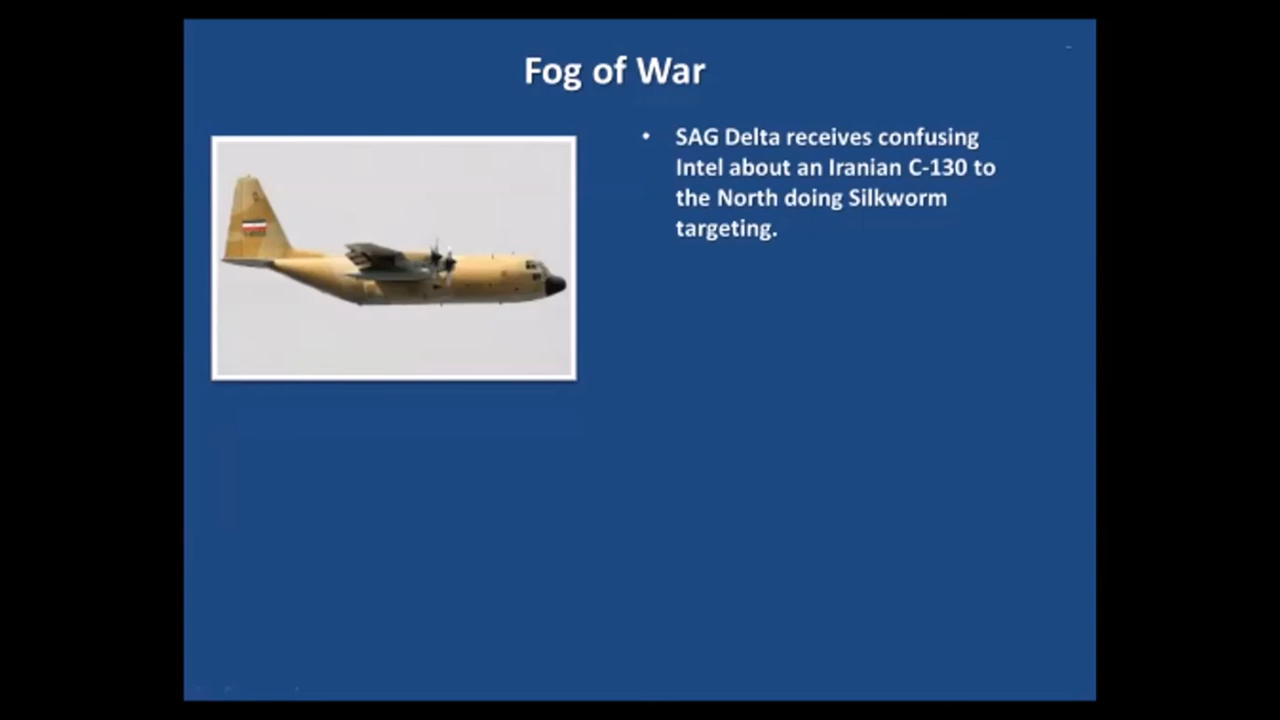 Fog of War
• SAG Delta receives confusing
Intel about an Iranian C-130 to
the North doing Silkworm
targeting.